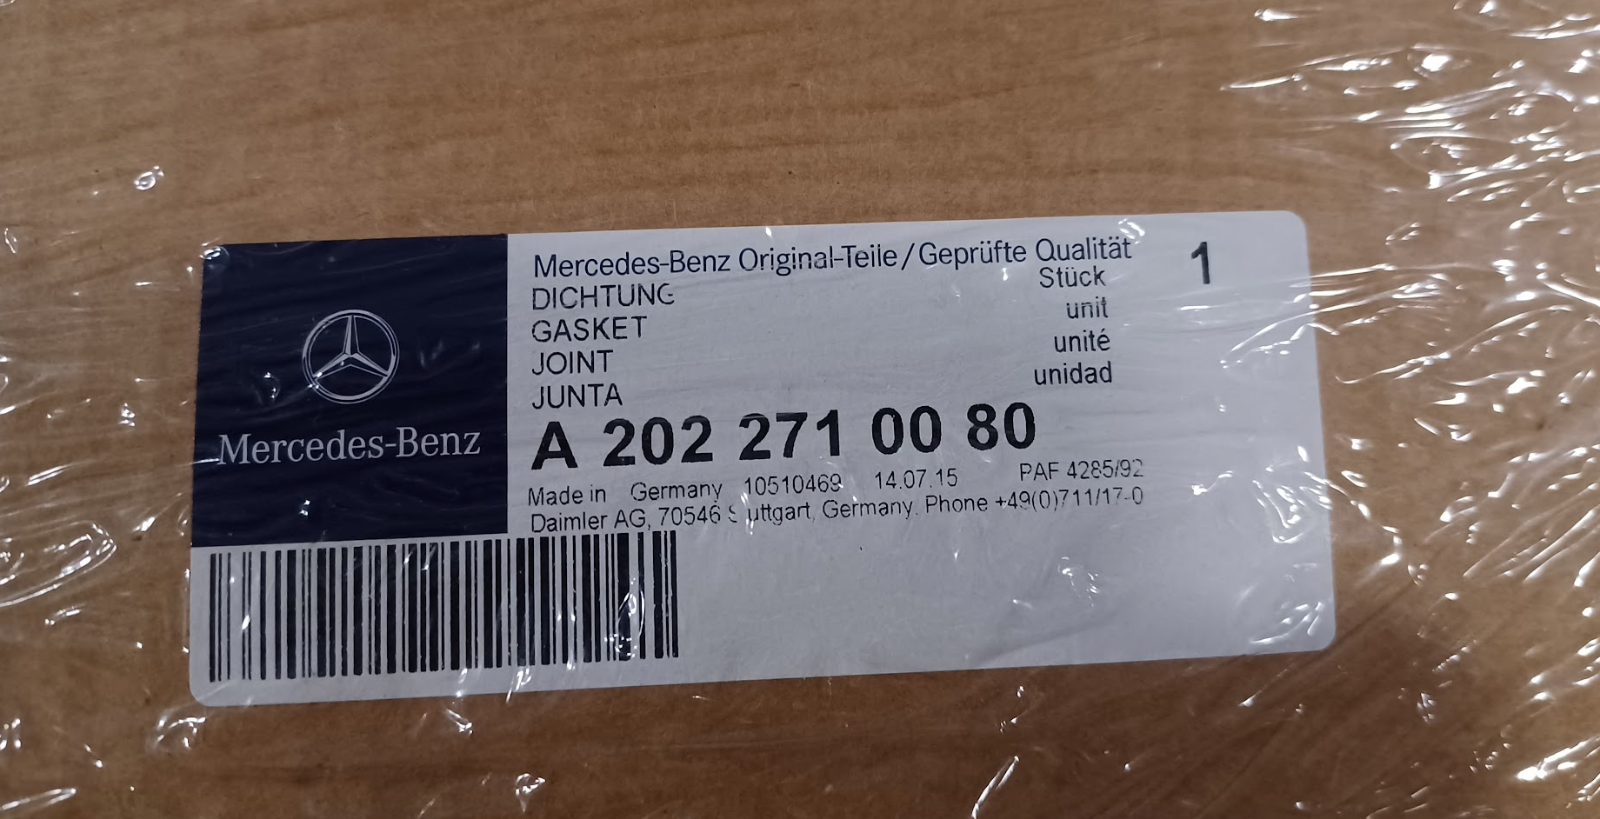 Mercedes-Benz Original-Teile/Geprüfte Qualität 1
DICHTUNG Stück
GASKET unit
JOINT unité
JUNTA unidad
A 202 271 00 80
Mercedes-Benz
Made in Germany 10510469 14.07.15 PAF 4285/92
Daimler AG, 70546 Stuttgart, Germany. Phone +49(0)711/17-0